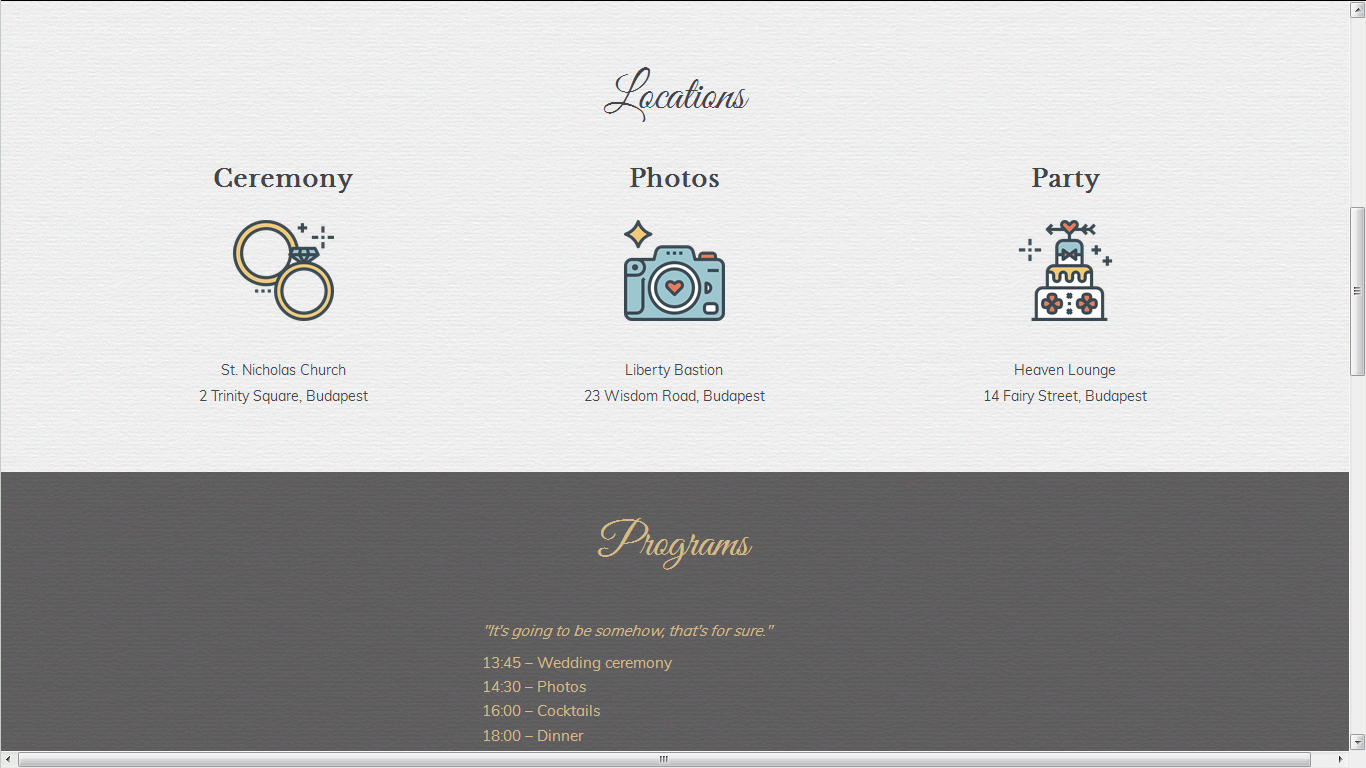 Locations
Ceremony
Photos
Party
St. Nicholas Church
2 Trinity Square, Budapest
Liberty Bastion
23 Wisdom Road, Budapest
Heaven Lounge
14 Fairy Street, Budapest
Programs
"It's going to be somehow, that's for sure."
13:45 – Wedding ceremony
14:30 – Photos
16:00 – Cocktails
18:00 – Dinner